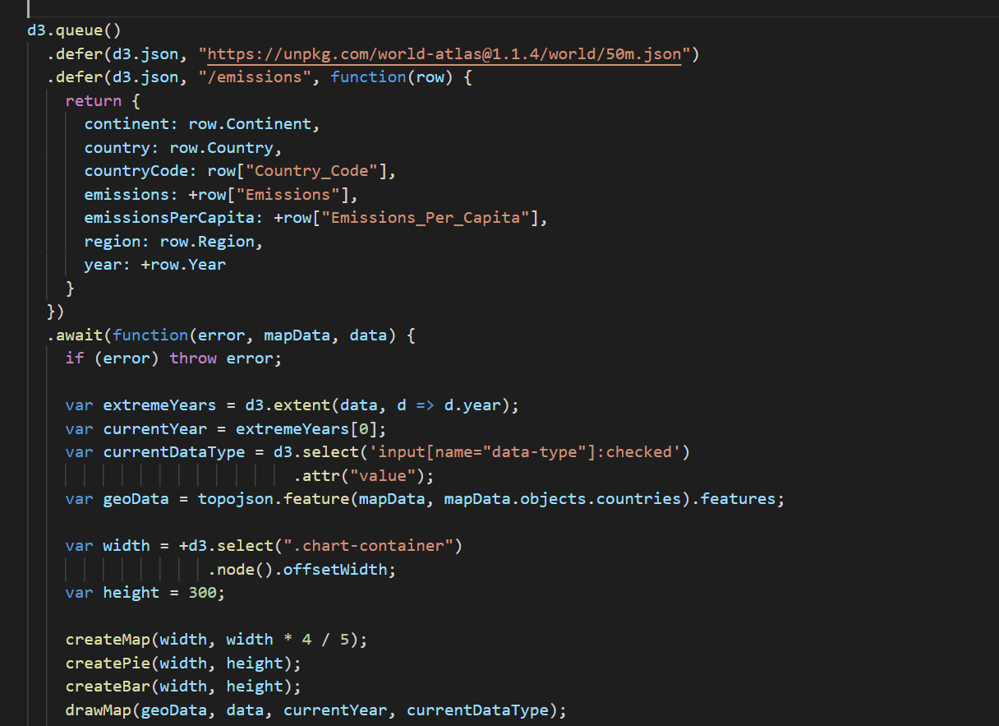 d3.queue()
  .defer(d3.json, "https://unpkg.com/world-atlas@1.1.4/world/50m.json")
  .defer(d3.json, "/emissions", function(row) {
    return {
      continent: row.Continent,
      country: row.Country,
      countryCode: row["Country_Code"],
      emissions: +row["Emissions"],
      emissionsPerCapita: +row["Emissions_Per_Capita"],
      region: row.Region,
      year: +row.Year
    }
  })
  .await(function(error, mapData, data) {
    if (error) throw error;

    var extremeYears = d3.extent(data, d => d.year);
    var currentYear = extremeYears[0];
    var currentDataType = d3.select('input[name="data-type"]:checked')
                            .attr("value");
    var geoData = topojson.feature(mapData, mapData.objects.countries).features;

    var width = +d3.select(".chart-container")
                   .node().offsetWidth;
    var height = 300;

    createMap(width, width * 4 / 5);
    createPie(width, height);
    createBar(width, height);
    drawMap(geoData, data, currentYear, currentDataType);